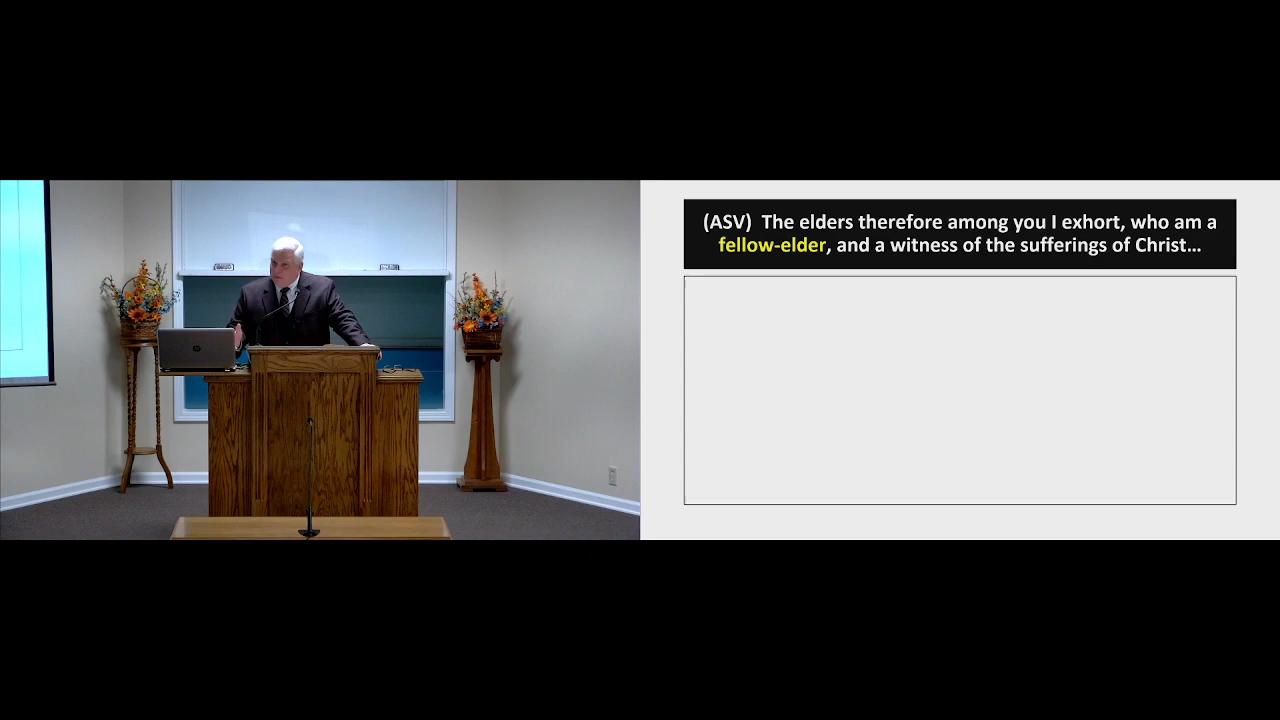 (ASV) The elders therefore among you I exhort, who am a
fellow-elder, and a witness of the sufferings of Christ...